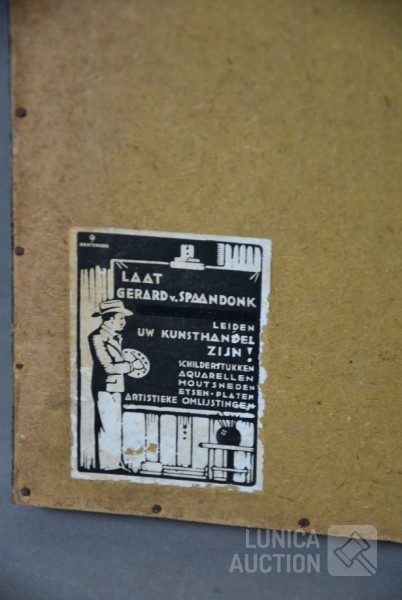 LAAT
GERARD v. SPAANDONK
LEIDEN
UW KUNSTHANDEL
ZIJN!
SCHILDERSTUKKEN
AQUARELLEN
HOUTSNEDEN
ETSEN - PLATEN
ARTISTIEKE OMLIJSTINGEN
LUNICA
AUCTION